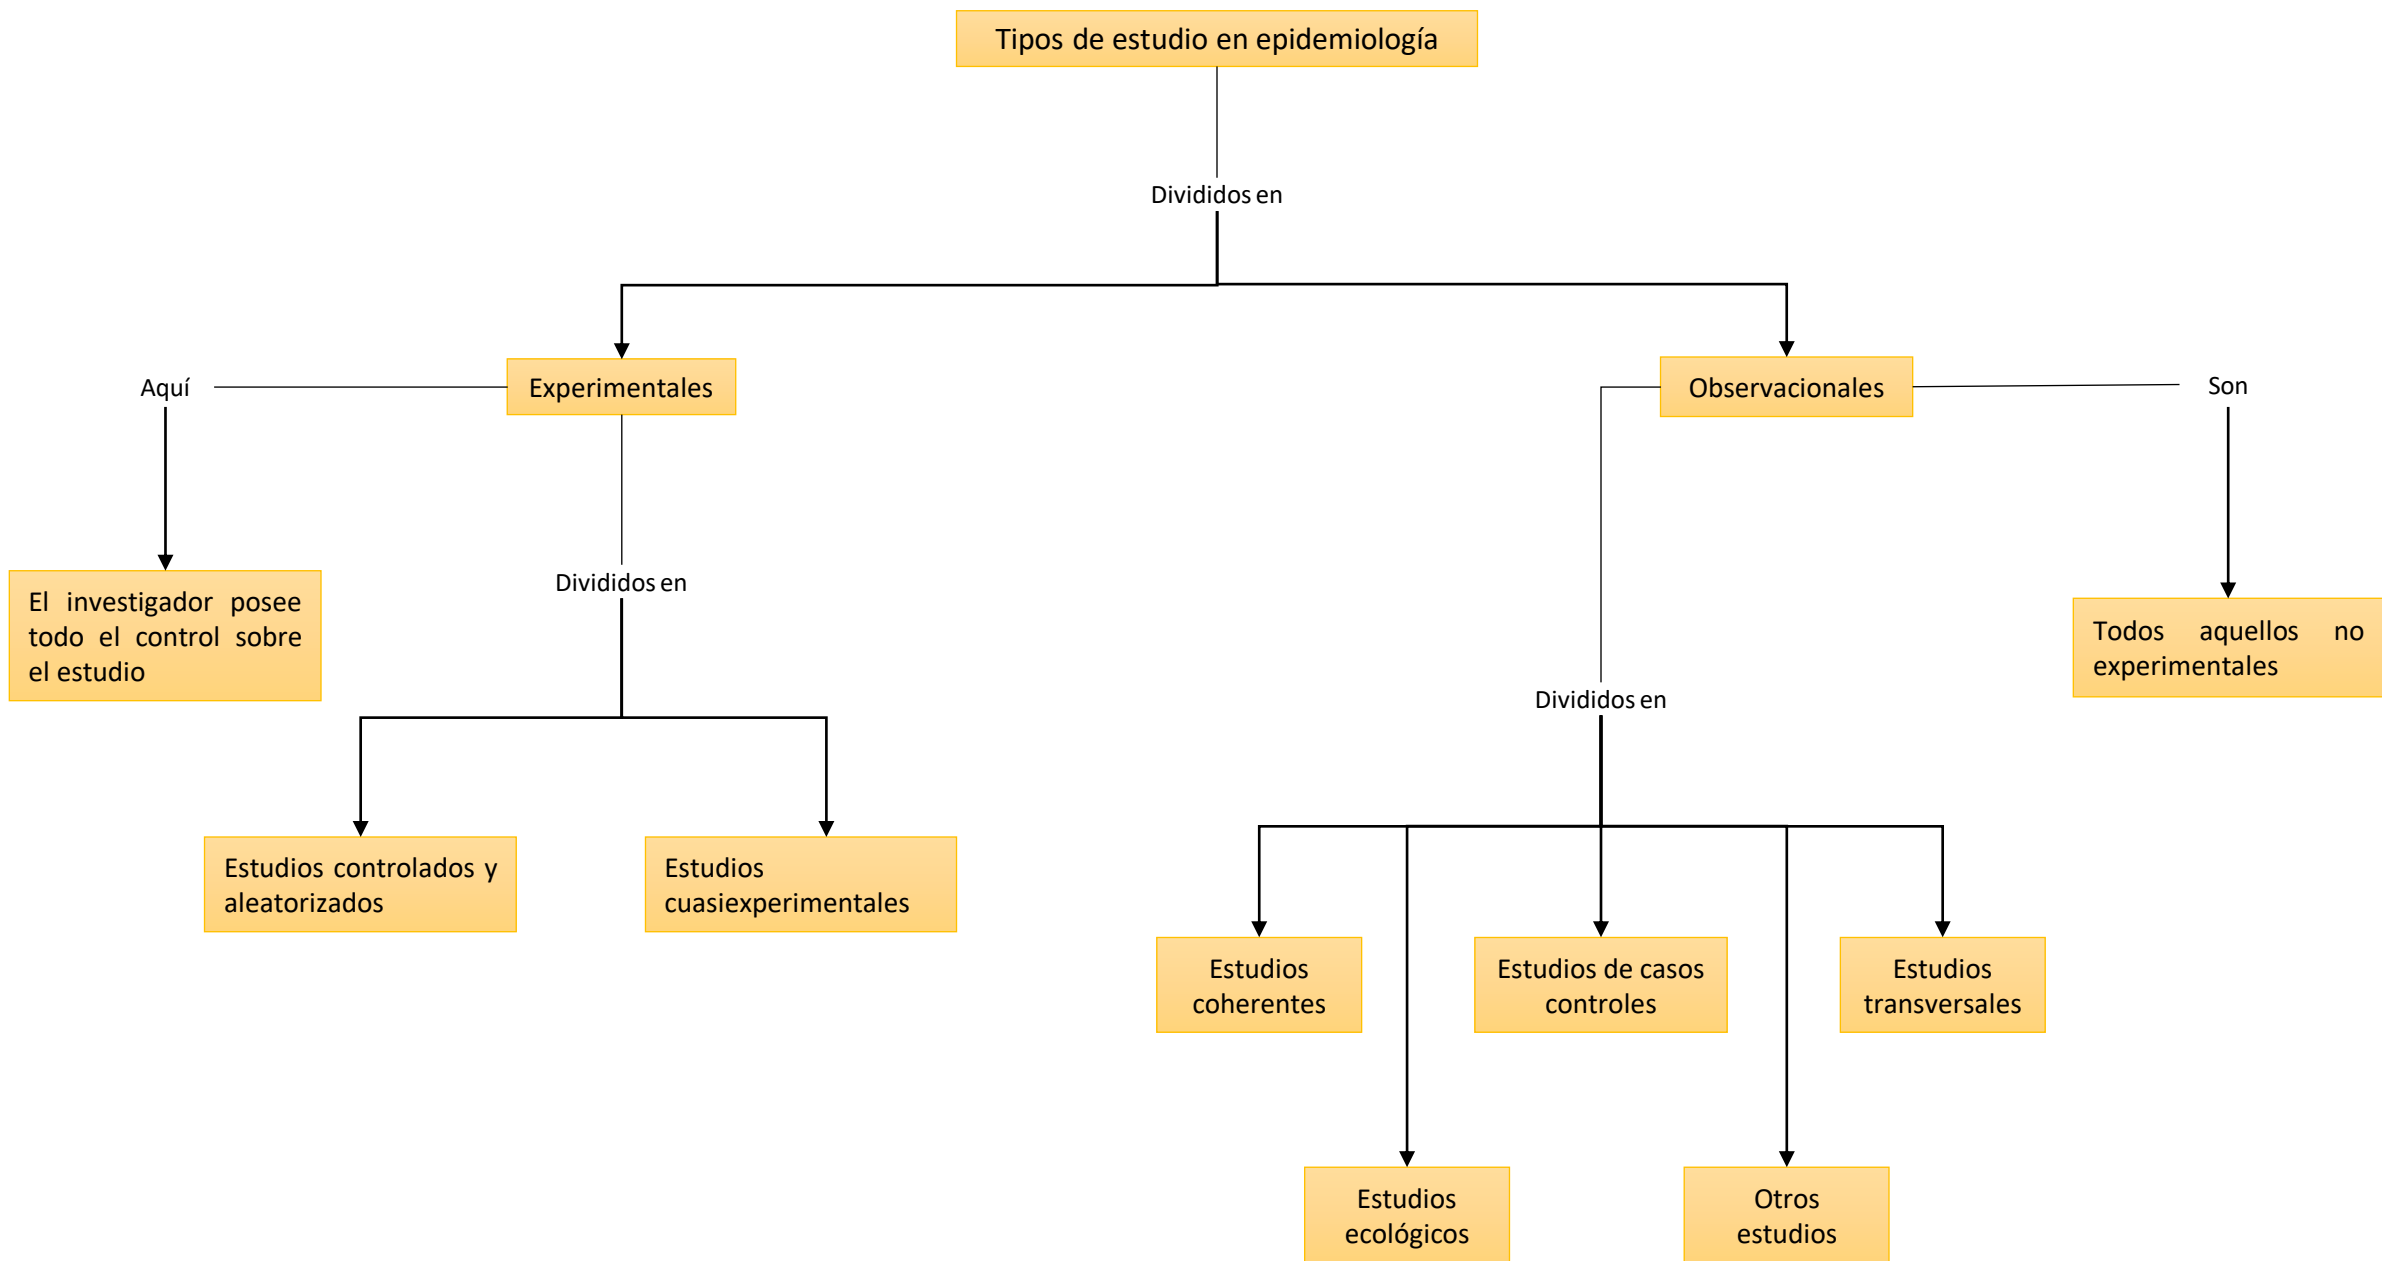 Tipos de estudio en epidemiología
Divididos en
Aquí
Experimentales
Observacionales
Son
El investigador posee
todo el control sobre
el estudio
Divididos en
Todos aquellos no
experimentales
Divididos en
Estudios controlados y
aleatorizados
Estudios
cuasiexperimentales
Estudios
coherentes
Estudios de casos
controles
Estudios
transversales
Estudios
ecológicos
Otros
estudios